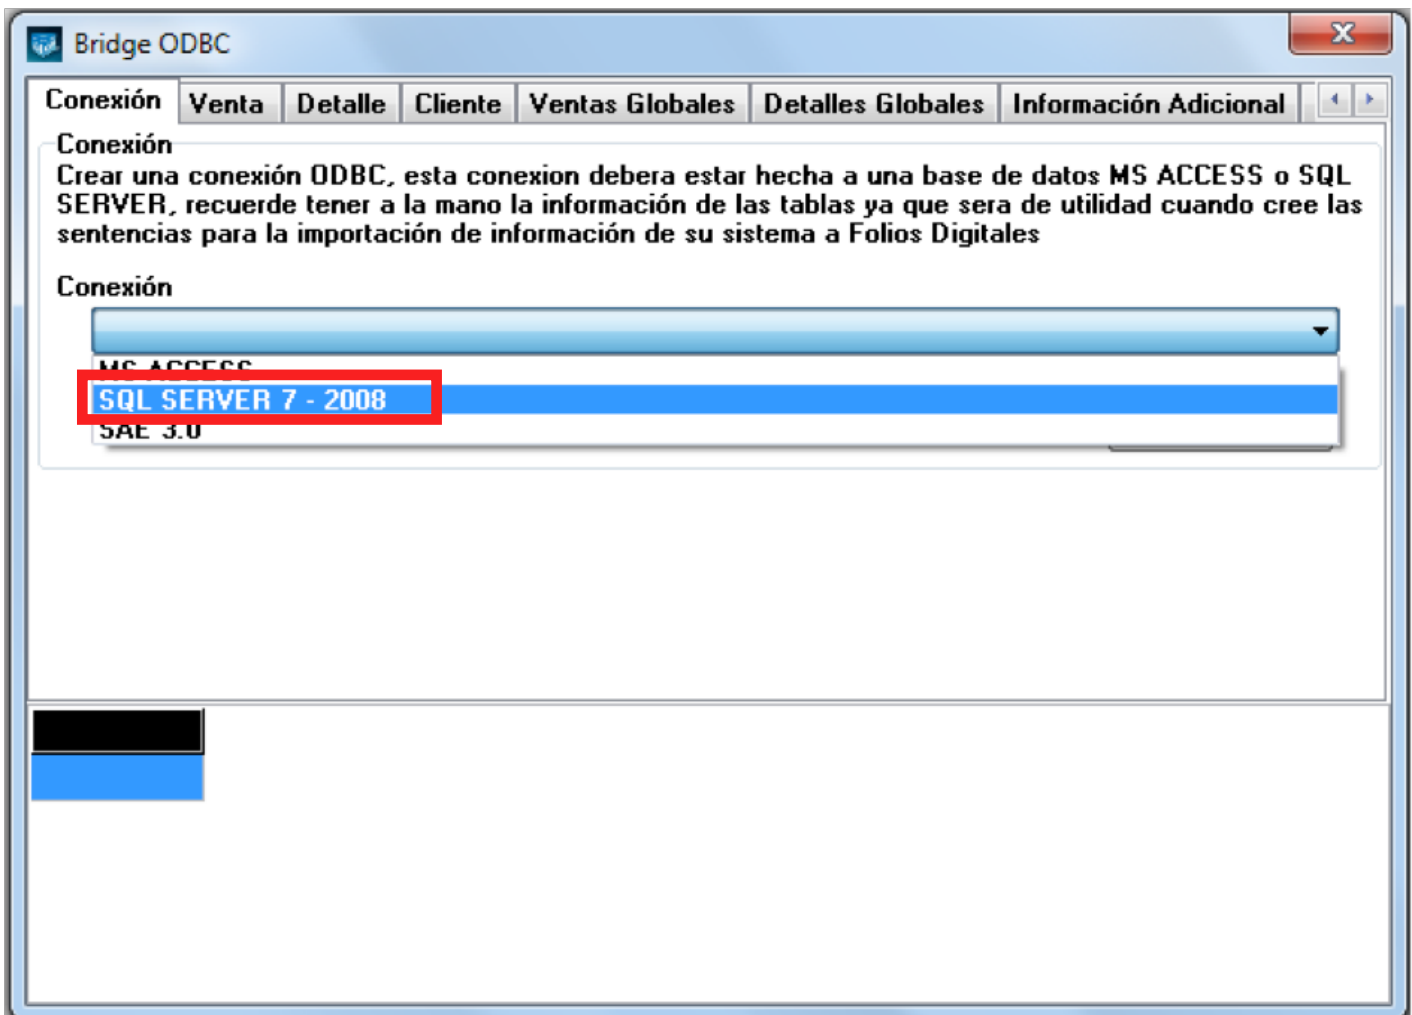 Bridge ODBC
Conexión Venta Detalle Cliente Ventas Globales Detalles Globales Información Adicional
Conexión
Crear una conexión ODBC, esta conexion debera estar hecha a una base de datos MS ACCESS o SQL
SERVER, recuerde tener a la mano la información de las tablas ya que sera de utilidad cuando cree las
sentencias para la importación de información de su sistema a Folios Digitales
Conexión
MS ACCESS
SQL SERVER 7 - 2008
SAE 3.0